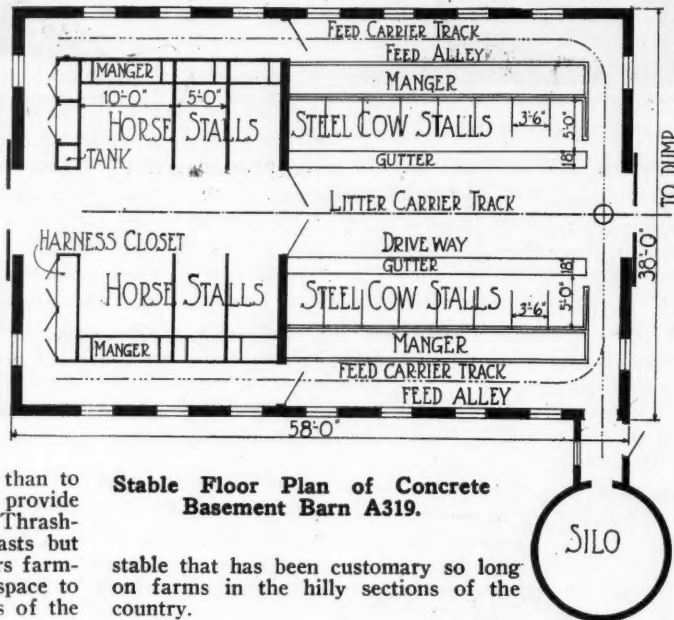 FEED CARRIER TRACK
FEED ALLEY
MANGER
MANGER
10'-0" 5'-0"
HORSE STALLS
STEEL COW STALLS
3'-6"
5'-0"
TANK
GUTTER
18"
LITTER CARRIER TRACK
TO DUMP
HARNESS CLOSET
DRIVE WAY
GUTTER
18"
38'-0"
HORSE STALLS
STEEL COW STALLS
3'-6"
5'-0"
MANGER
MANGER
FEED CARRIER TRACK
FEED ALLEY
58'-0"
SILO
than to
provide
Thrash-
asts but
rs farm-
space to
s of the
Stable Floor Plan of Concrete
Basement Barn A319.
stable that has been customary so long
on farms in the hilly sections of the
country.